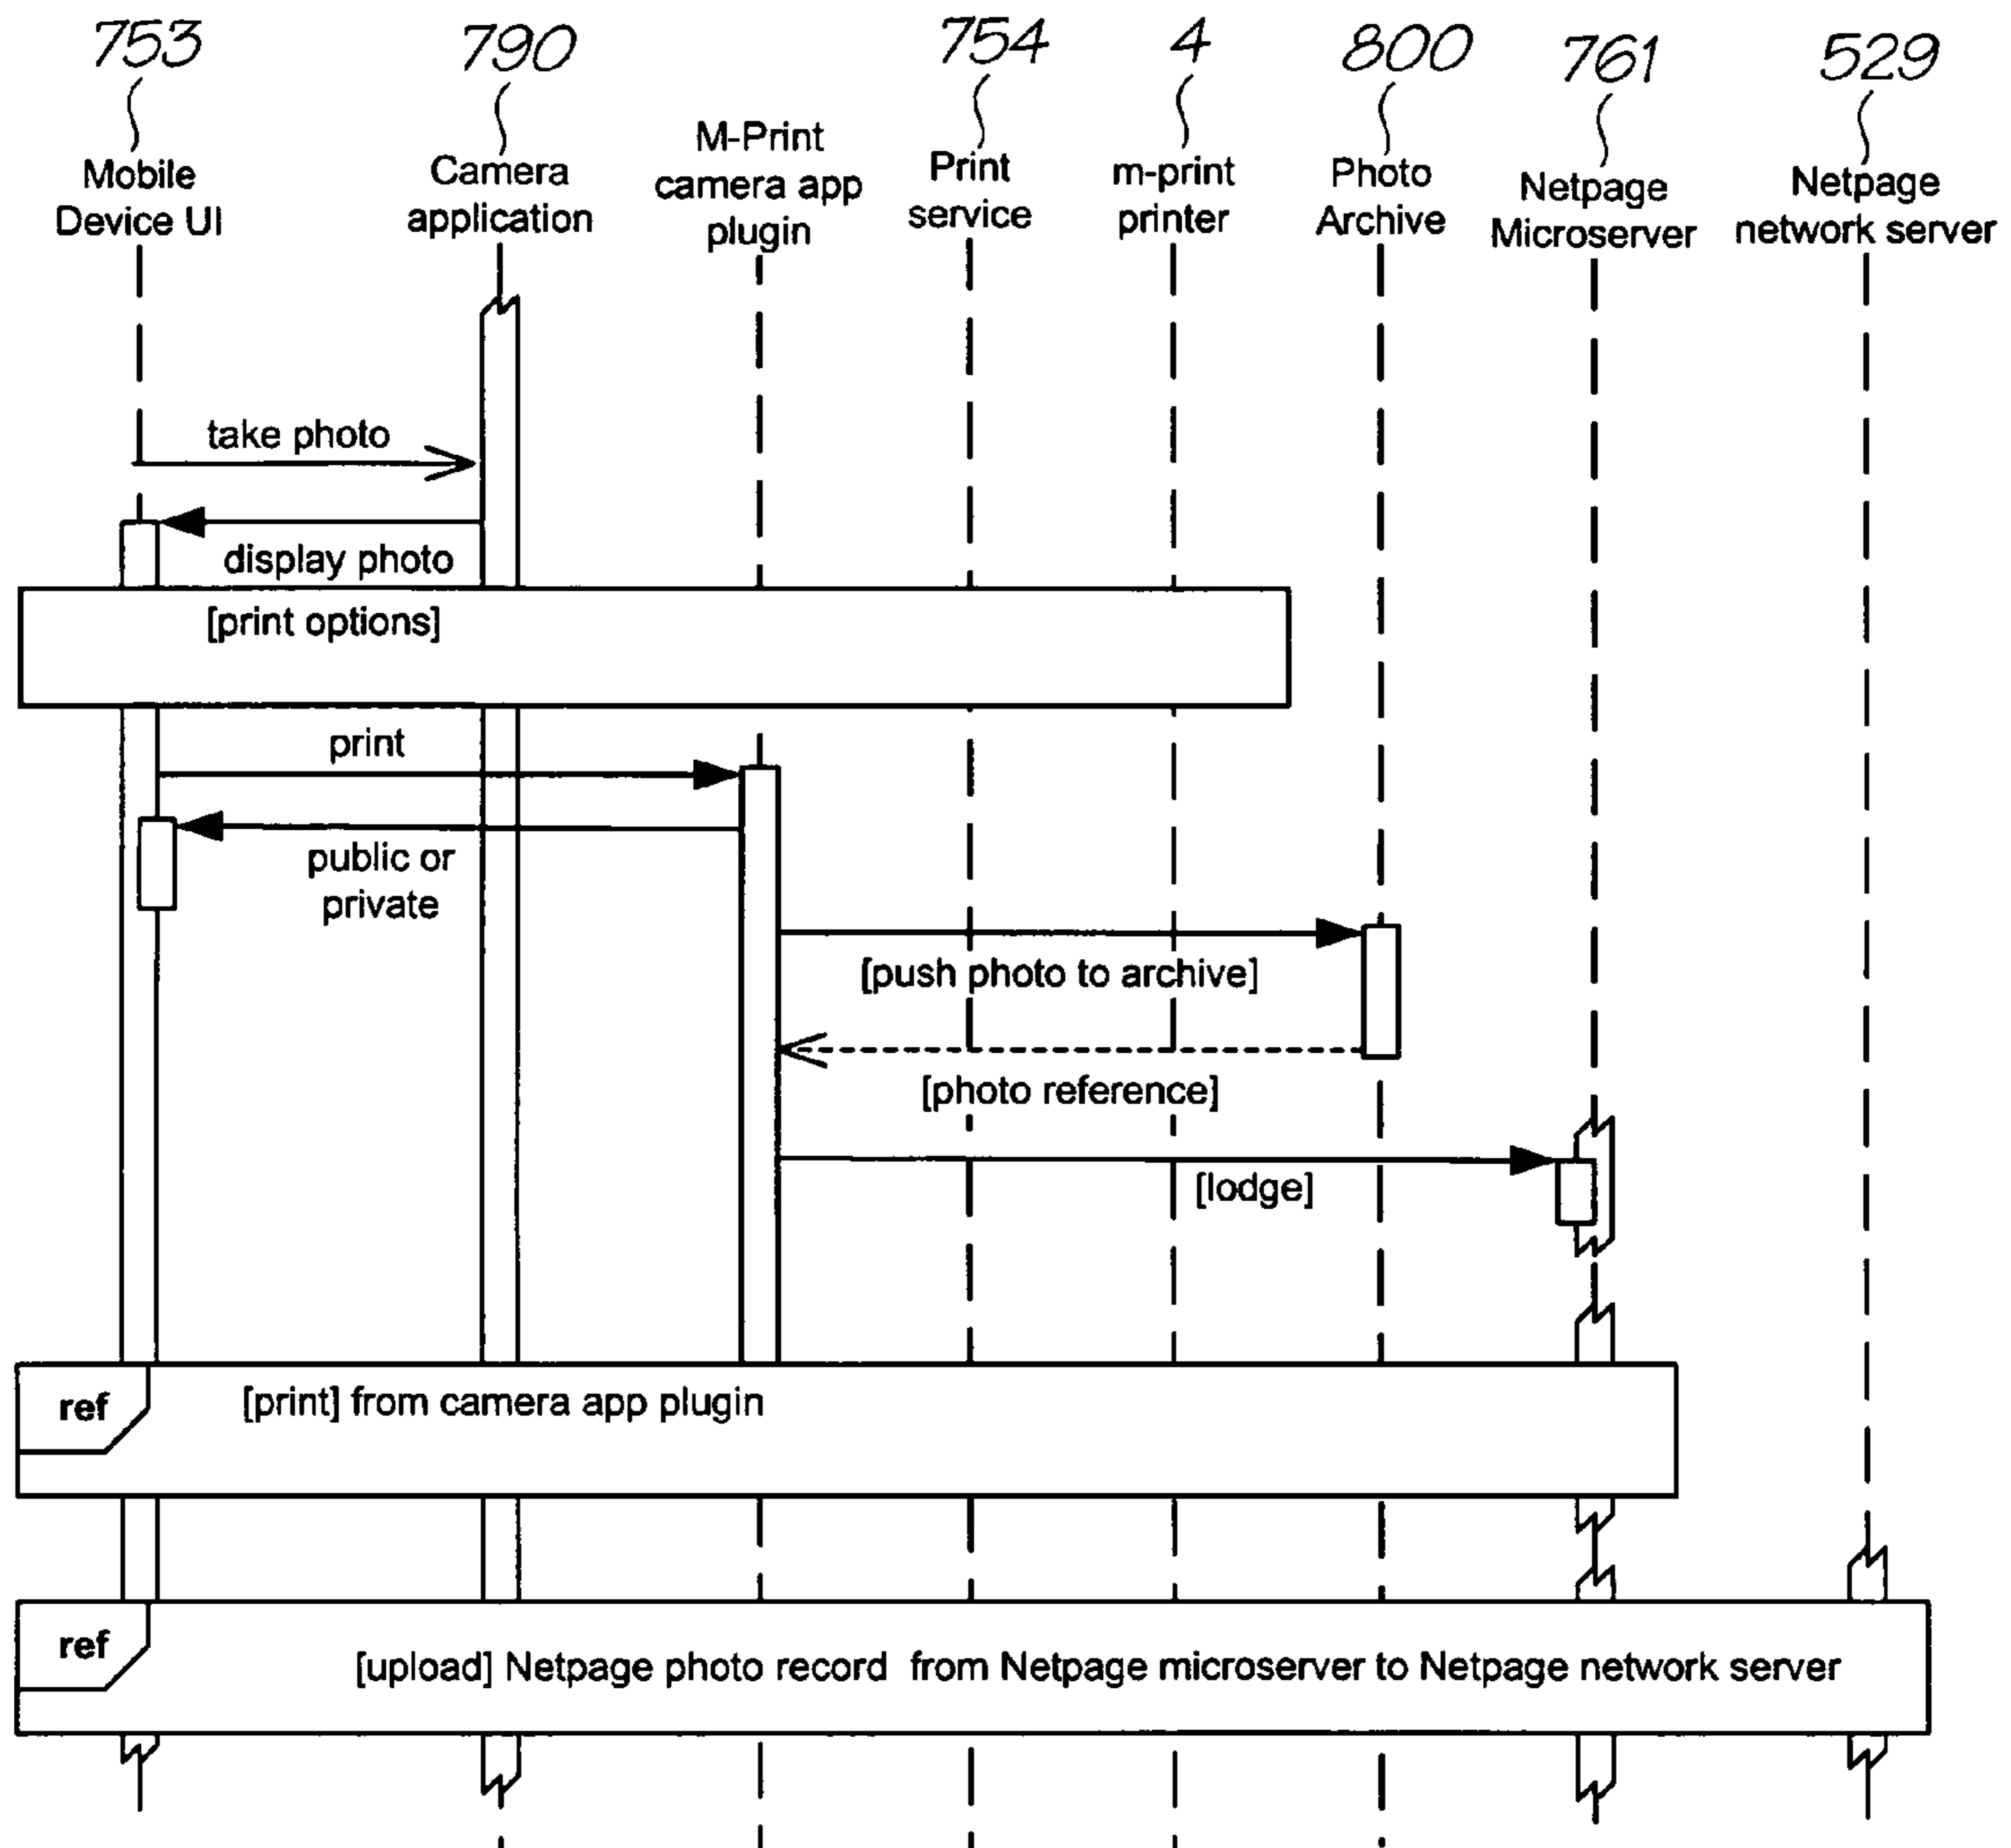 753
790
754
4
800
761
529
Mobile
Device UI
Camera
application
M-Print
camera app
plugin
Print
service
m-print
printer
Photo
Archive
Netpage
Microserver
Netpage
network server
take photo
display photo
[print options]
print
public or
private
[push photo to archive]
[photo reference]
[lodge]
ref
[print] from camera app plugin
ref
[upload] Netpage photo record from Netpage microserver to Netpage network server